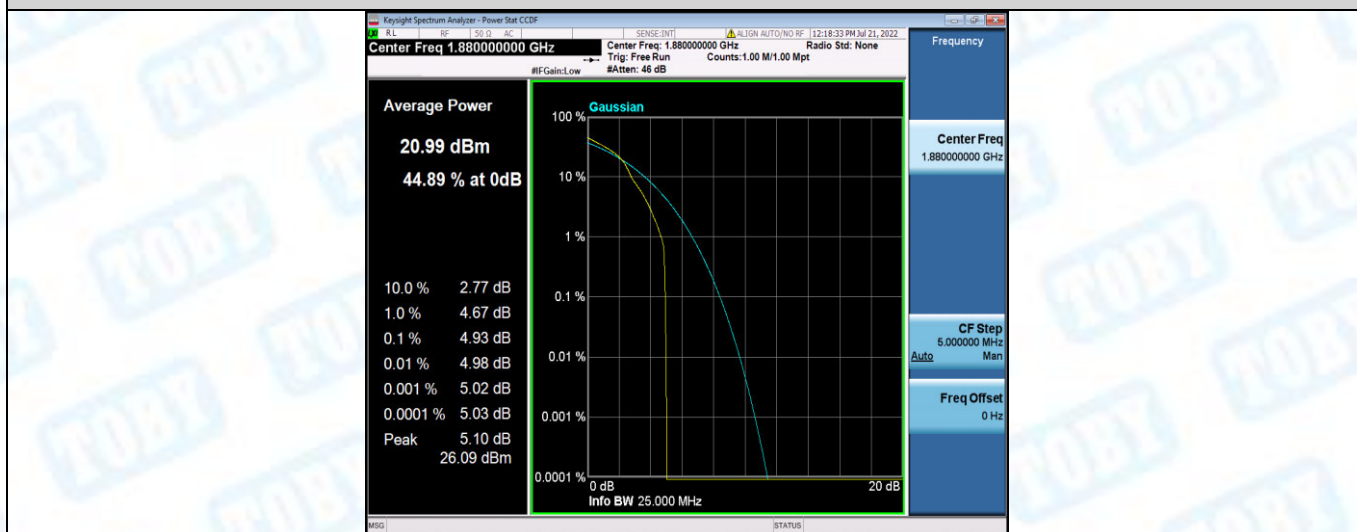 Keysight Spectrum Analyzer - Power Stat CCDF
RL RF 50 Ω AC SENSE:INT ALIGN AUTO/NO RF 12:18:33 PM Jul 21, 2022
Center Freq 1.880000000 GHz
Center Freq: 1.880000000 GHz Radio Std: None
Trig: Free Run Counts:1.00 M/1.00 Mpt
#IFGain:Low #Atten: 46 dB
Frequency
Average Power
20.99 dBm
44.89 % at 0dB
10.0 % 2.77 dB
1.0 % 4.67 dB
0.1 % 4.93 dB
0.01 % 4.98 dB
0.001 % 5.02 dB
0.0001 % 5.03 dB
Peak 5.10 dB
26.09 dBm
Gaussian
100 %
10 %
1 %
0.1 %
0.01 %
0.001 %
0.0001 %
0 dB 20 dB
Info BW 25.000 MHz
Center Freq
1.880000000 GHz
CF Step
5.000000 MHz
Auto Man
Freq Offset
0 Hz
MSG STATUS
TOBY
TOBY
TOBY
TOBY
TOBY
TOBY
TOBY